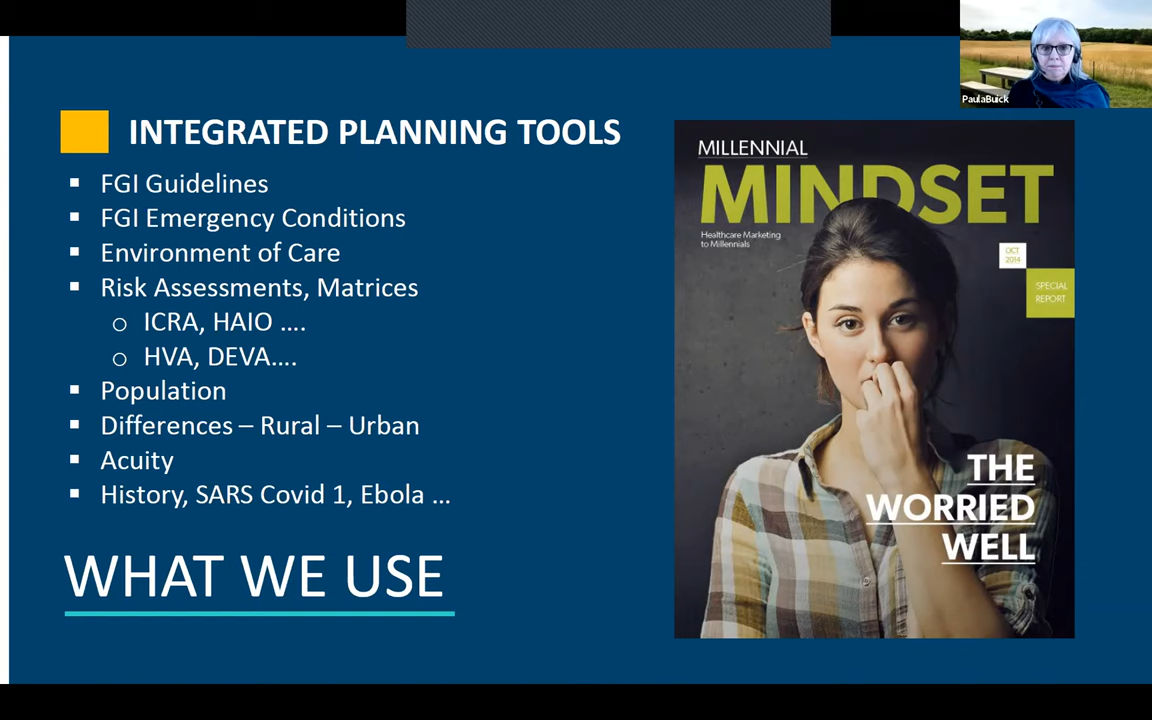 PaulaBuick
INTEGRATED PLANNING TOOLS
▪ FGI Guidelines
▪ FGI Emergency Conditions
▪ Environment of Care
▪ Risk Assessments, Matrices
o ICRA, HAIO ....
o HVA, DEVA....
▪ Population
▪ Differences – Rural – Urban
▪ Acuity
▪ History, SARS Covid 1, Ebola ...
WHAT WE USE
MILLENNIAL
MINDSET
Healthcare Marketing
to Millennials
OCT
2014
SPECIAL
REPORT
THE
WORRIED
WELL